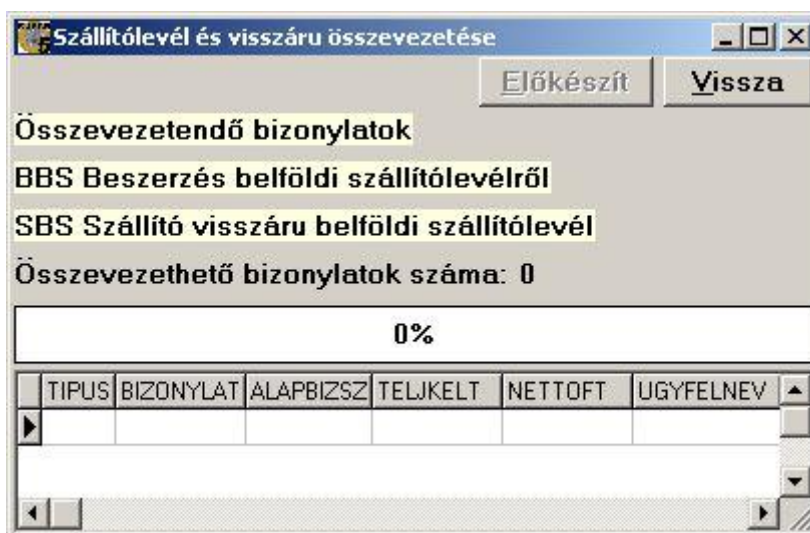 Szállítólevél és visszáru összevezetése
Előkészít Vissza
Összevezetendő bizonylatok
BBS Beszerzés belföldi szállítólevélről
SBS Szállító visszáru belföldi szállítólevél
Összevezethető bizonylatok száma: 0
0%
TIPUS BIZONYLAT ALAPBIZSZ TELJKELT NETTOFT UGYFELNEV